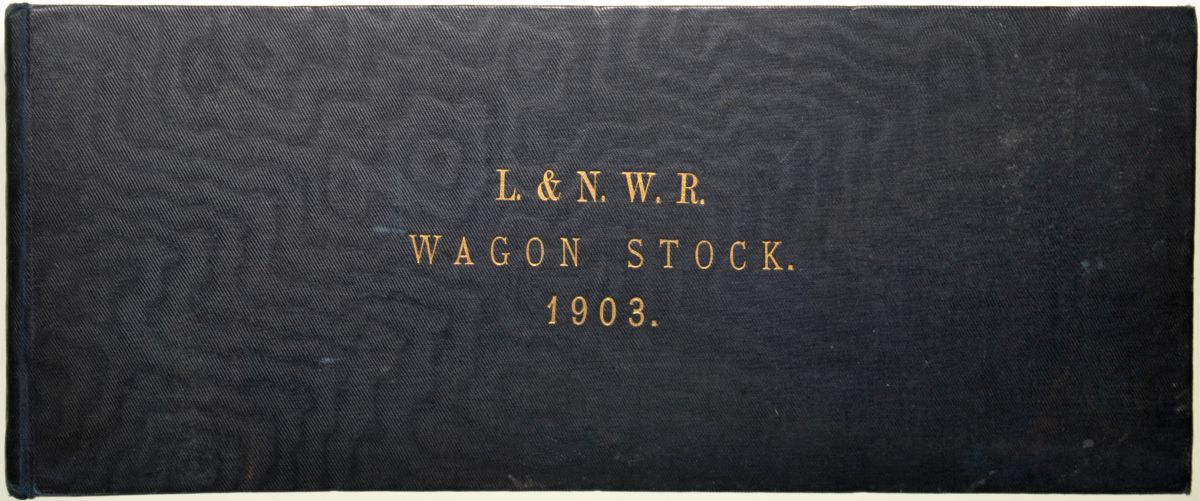 L. & N. W. R.
WAGON STOCK.
1903.